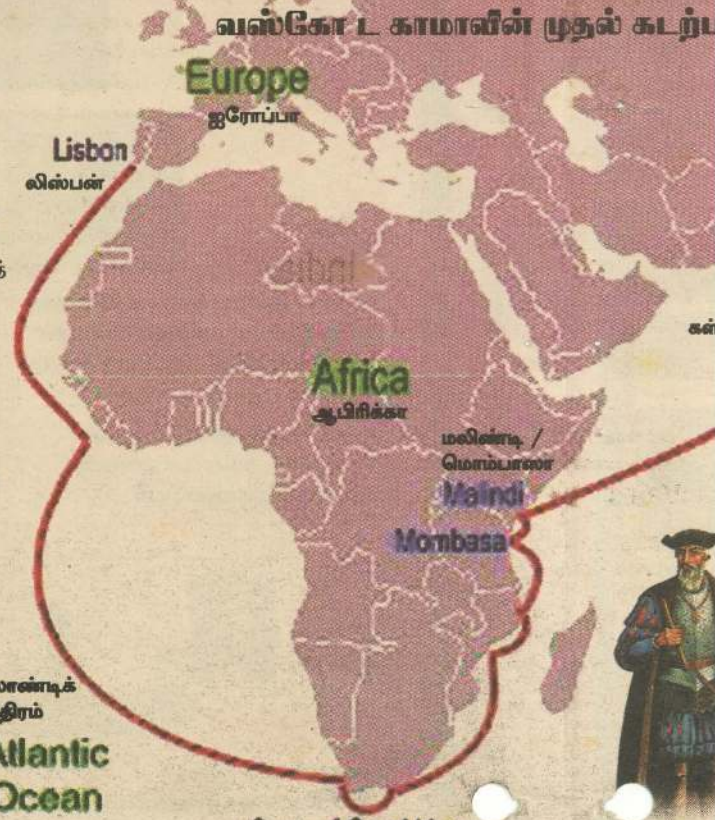 வஸ்கோ ட காமாவின் முதல் கடற்ப
Europe
ஐரோப்பா
Lisbon
லிஸ்பன்
Africa
ஆபிரிக்கா
மலிண்டி /
மொம்பாஸா
Malindi
Mombasa
Atlantic
Ocean